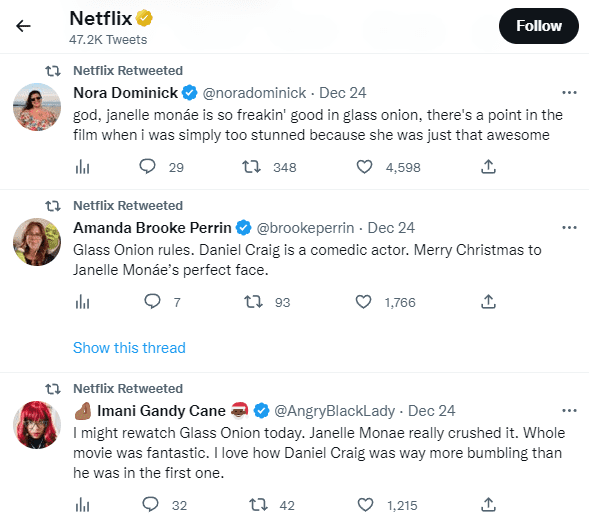 Netflix
47.2K Tweets
Follow
Netflix Retweeted
Nora Dominick @noradominick · Dec 24
god, janelle monáe is so freakin' good in glass onion, there's a point in the
film when i was simply too stunned because she was just that awesome
29 348 4,598
Netflix Retweeted
Amanda Brooke Perrin @brookeperrin · Dec 24
Glass Onion rules. Daniel Craig is a comedic actor. Merry Christmas to
Janelle Monáe’s perfect face.
7 93 1,766
Show this thread
Netflix Retweeted
Imani Gandy Cane @AngryBlackLady · Dec 24
I might rewatch Glass Onion today. Janelle Monae really crushed it. Whole
movie was fantastic. I love how Daniel Craig was way more bumbling than
he was in the first one.
32 42 1,215